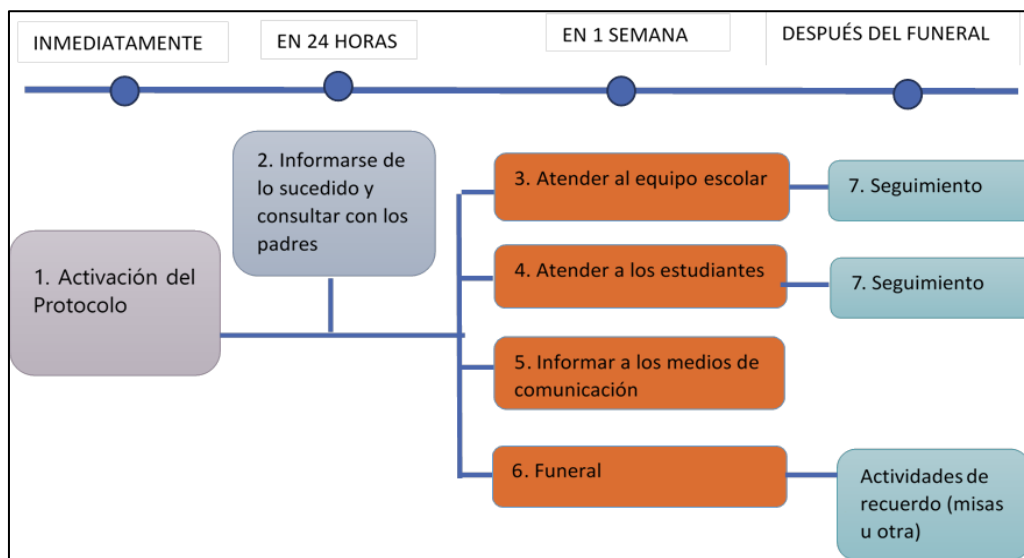 INMEDIATAMENTE
EN 24 HORAS
EN 1 SEMANA
DESPUÉS DEL FUNERAL
1. Activación del
Protocolo
2. Informarse de
lo sucedido y
consultar con los
padres
3. Atender al equipo escolar
7. Seguimiento
4. Atender a los estudiantes
7. Seguimiento
5. Informar a los medios de
comunicación
6. Funeral
Actividades de
recuerdo (misas
u otra)